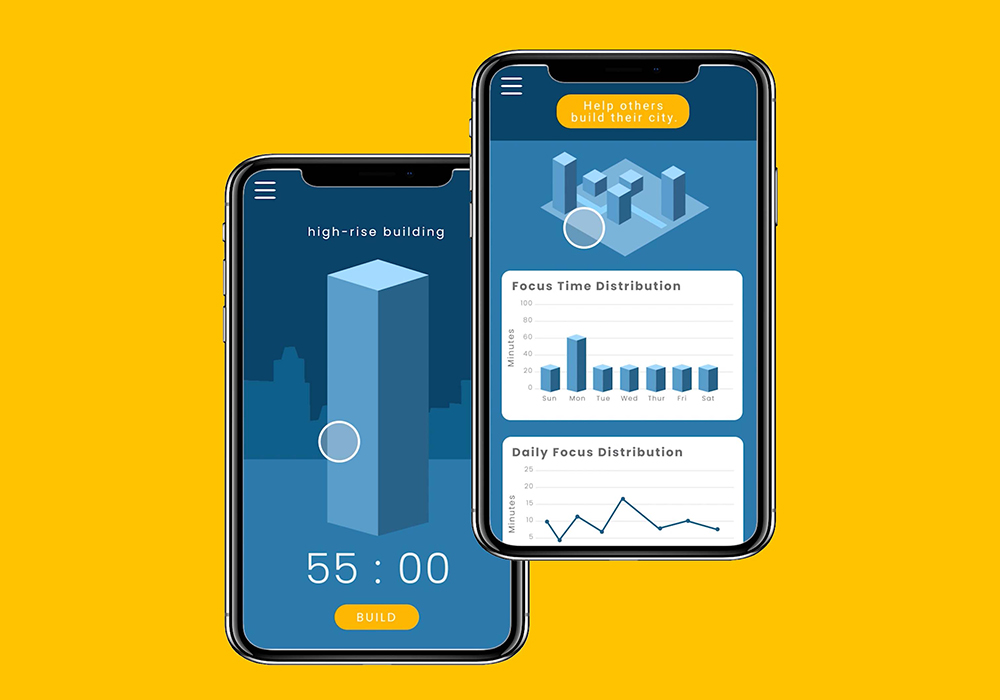 high-rise building
55 : 00
BUILD
Help others
build their city.
Focus Time Distribution
Minutes
100
80
60
40
20
0
Sun Mon Tue Wed Thur Fri Sat
Daily Focus Distribution
Minutes
25
20
15
10
5